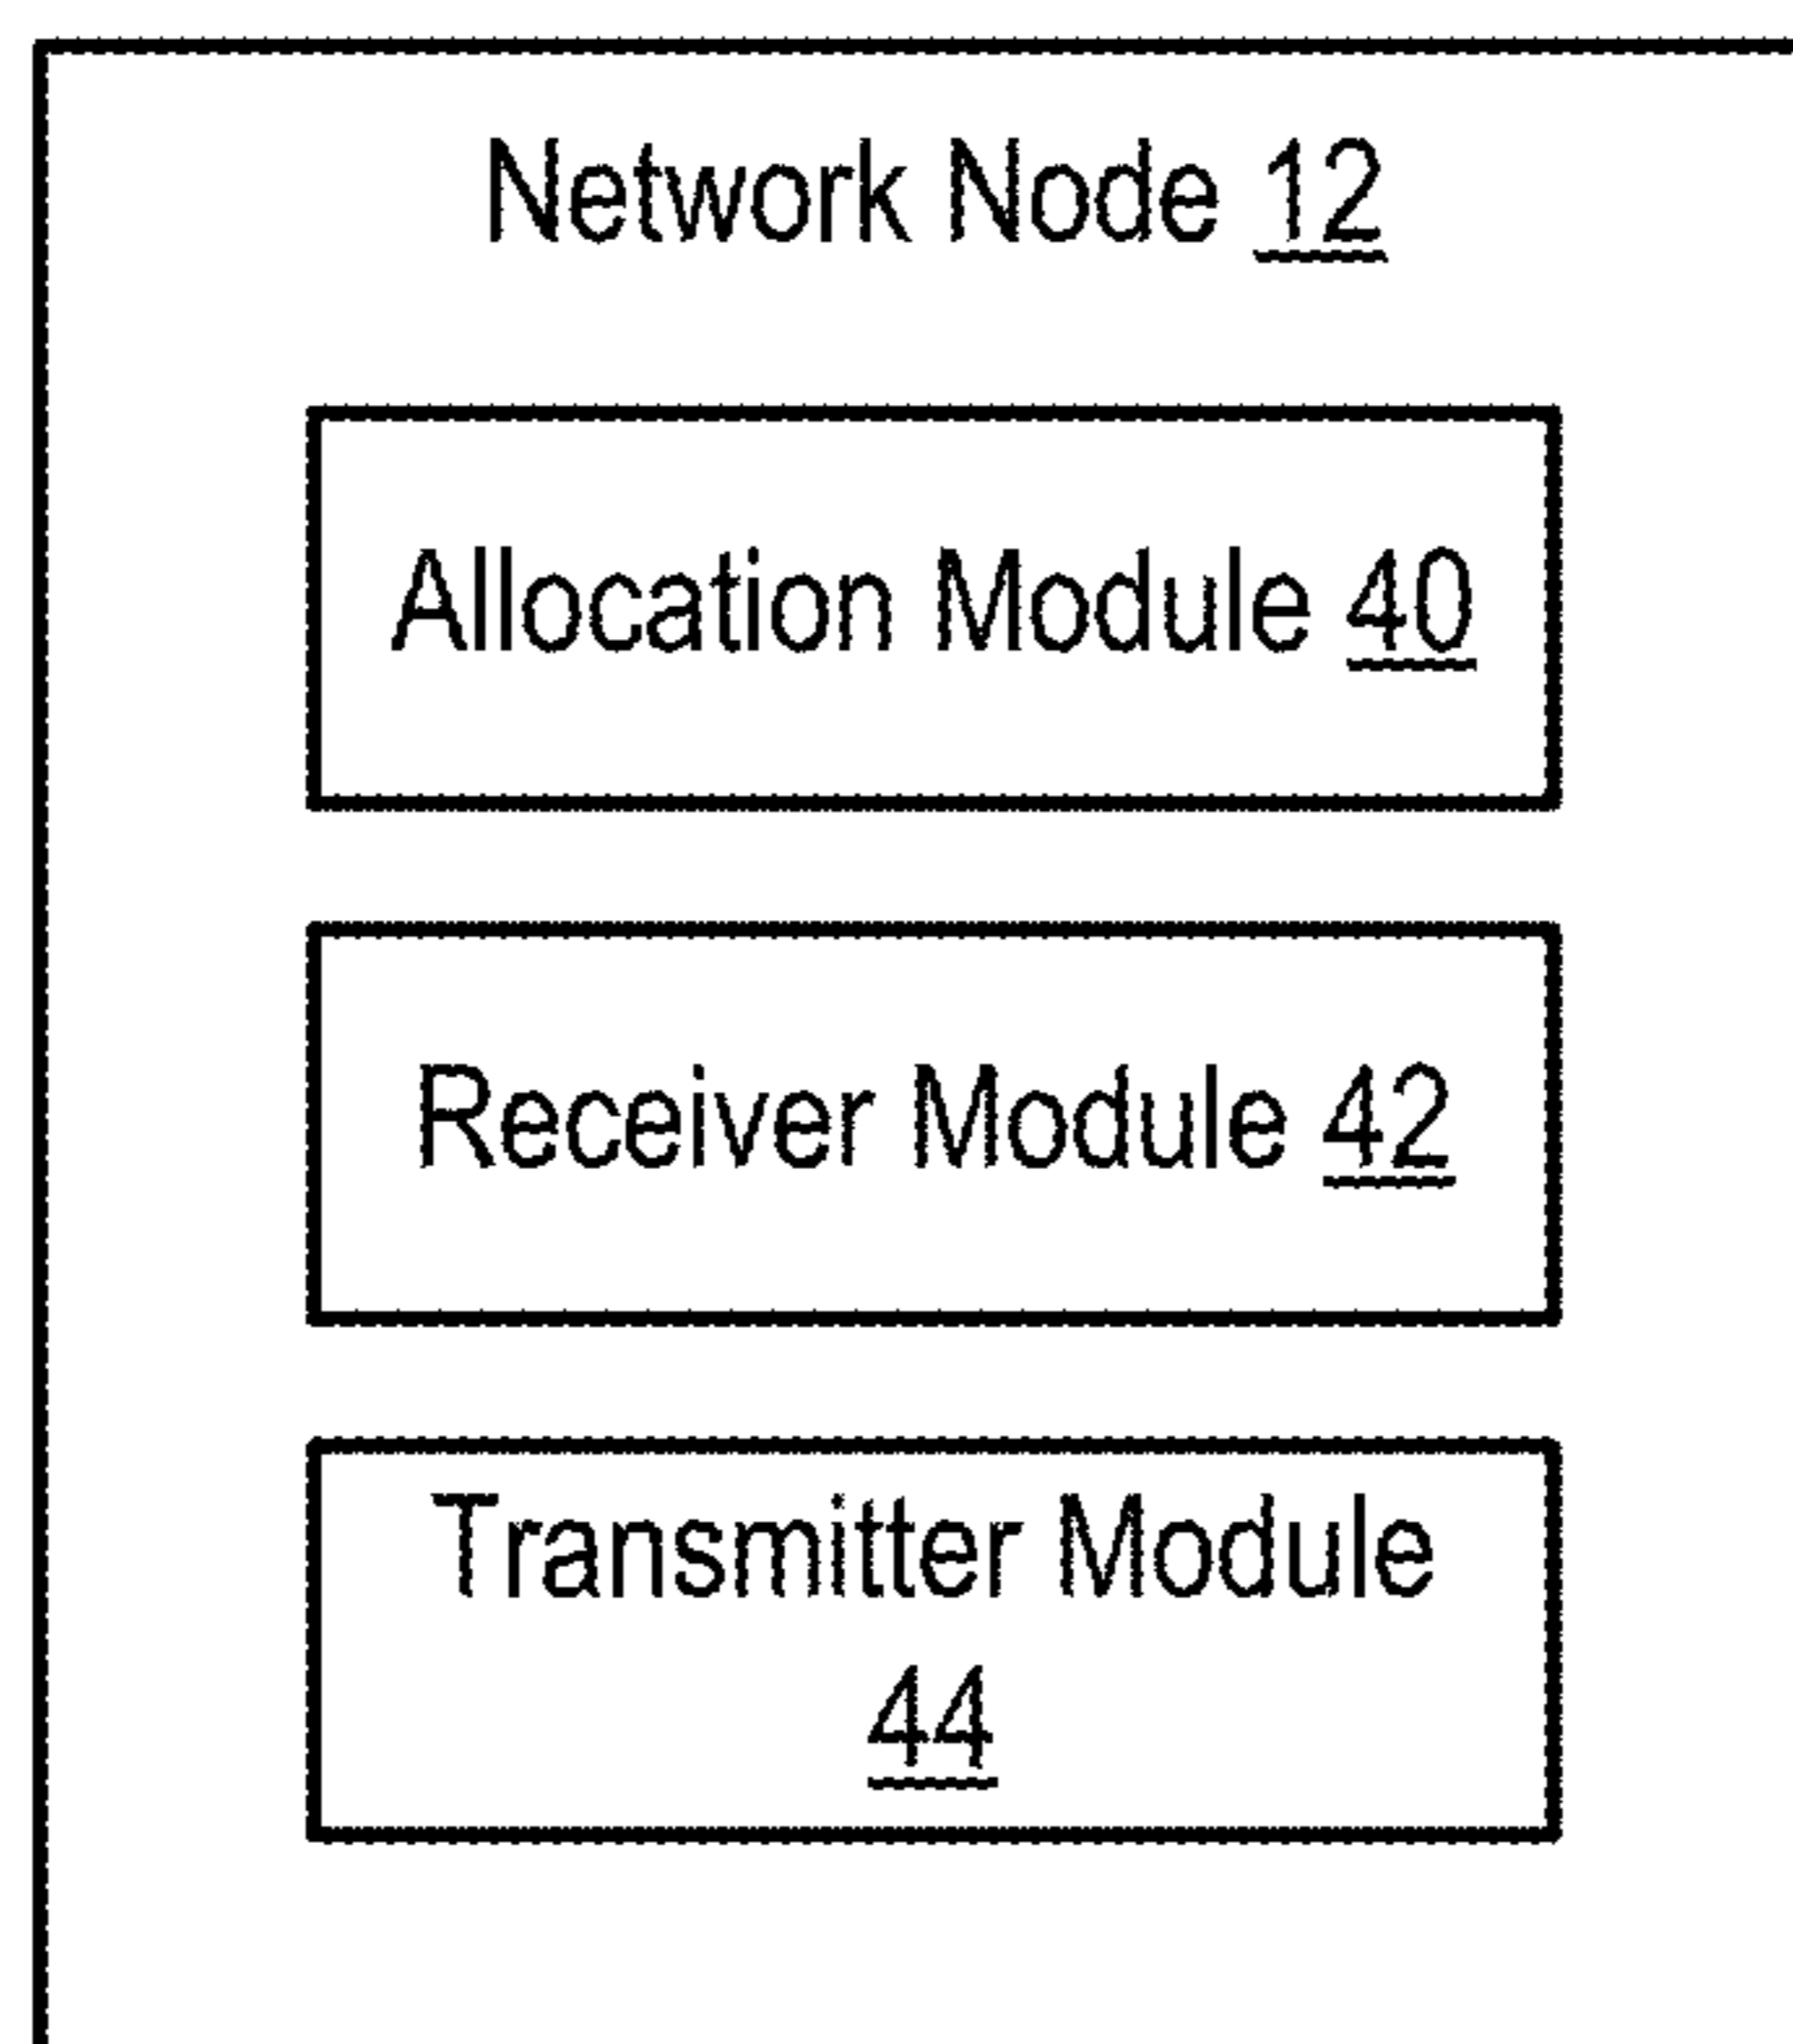 Network Node 12
Allocation Module 40
Receiver Module 42
Transmitter Module
44